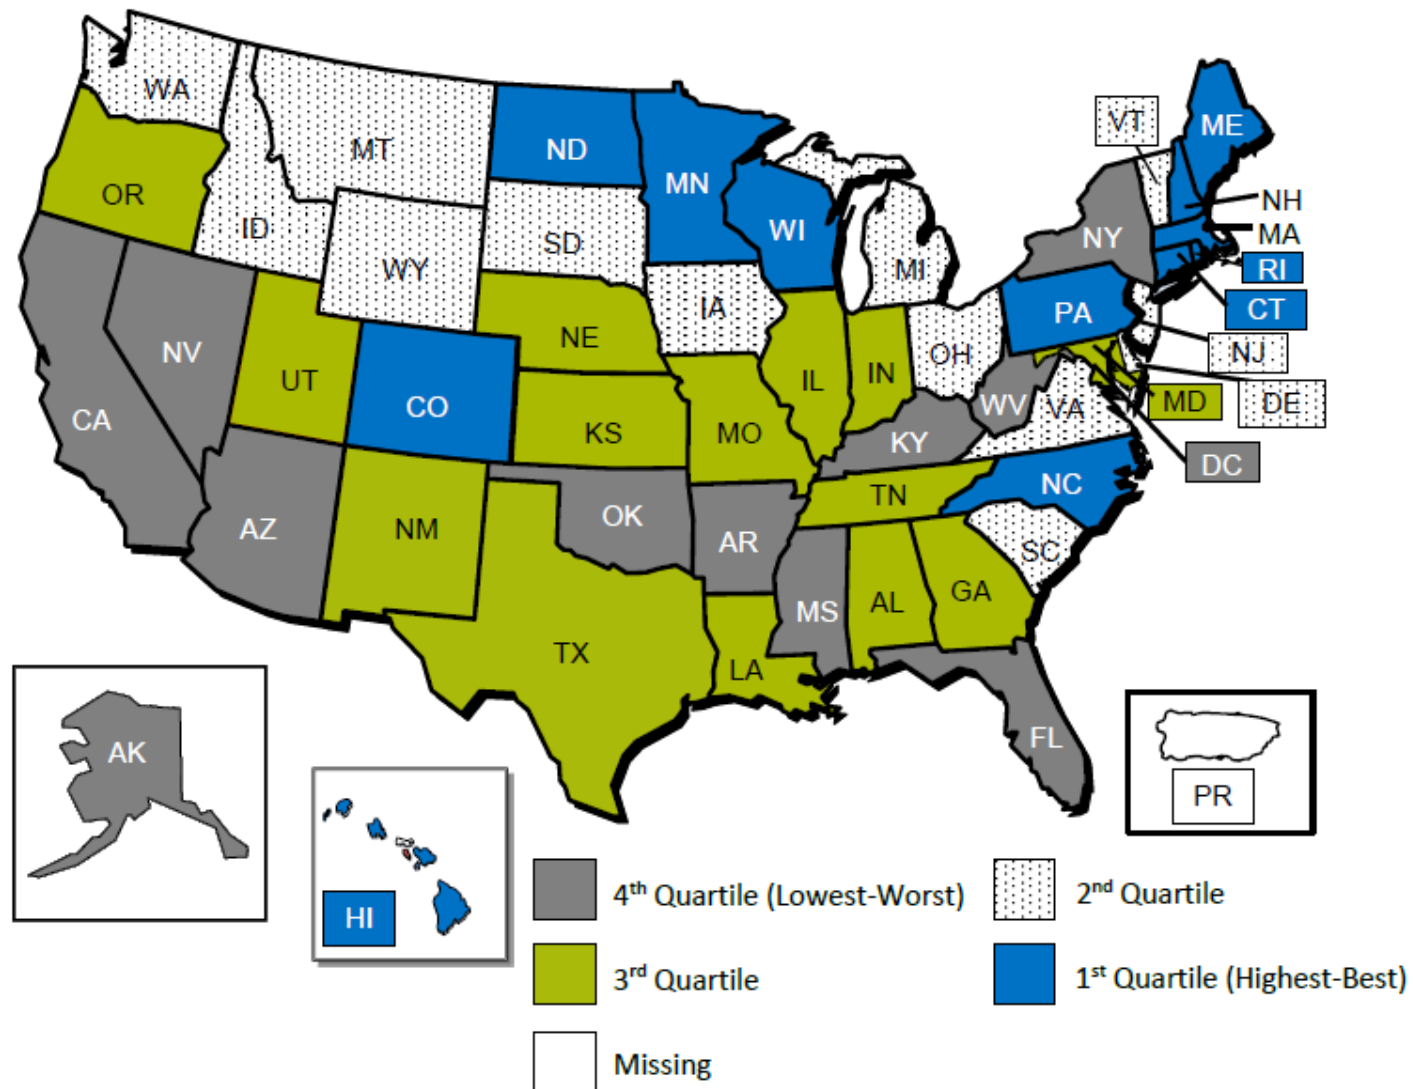 WA
MT
ND
MN
ME
VT
OR
ID
SD
WI
NH
NY
MA
WY
MI
RI
IA
CT
PA
NE
NV
OH
NJ
UT
IL
IN
CO
WV
VA
MD
DE
CA
KS
MO
KY
DC
NC
TN
OK
AZ
NM
AR
SC
GA
AL
MS
TX
LA
FL
AK
PR
HI
4th Quartile (Lowest-Worst)
2nd Quartile
3rd Quartile
1st Quartile (Highest-Best)
Missing